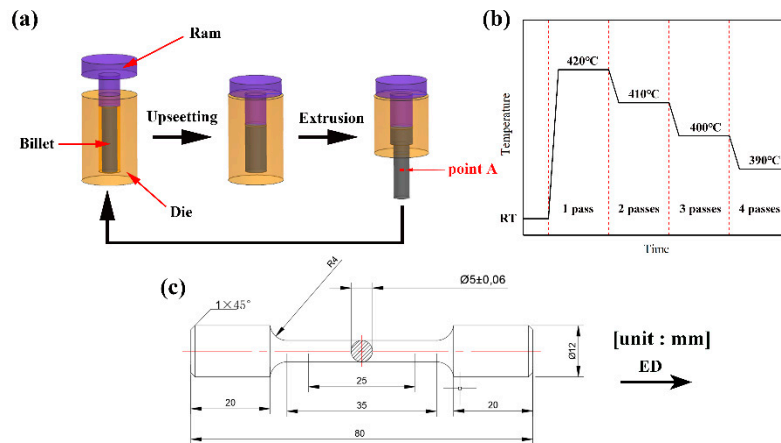 (a)
Ram
Upseetting
Extrusion
Billet
point A
Die
(b)
Temperature
420℃
410℃
400℃
390℃
RT
1 pass
2 passes
3 passes
4 passes
Time
(c)
1×45°
R4
Ø5±0,06
Ø12
[unit : mm]
ED
25
20
35
20
80